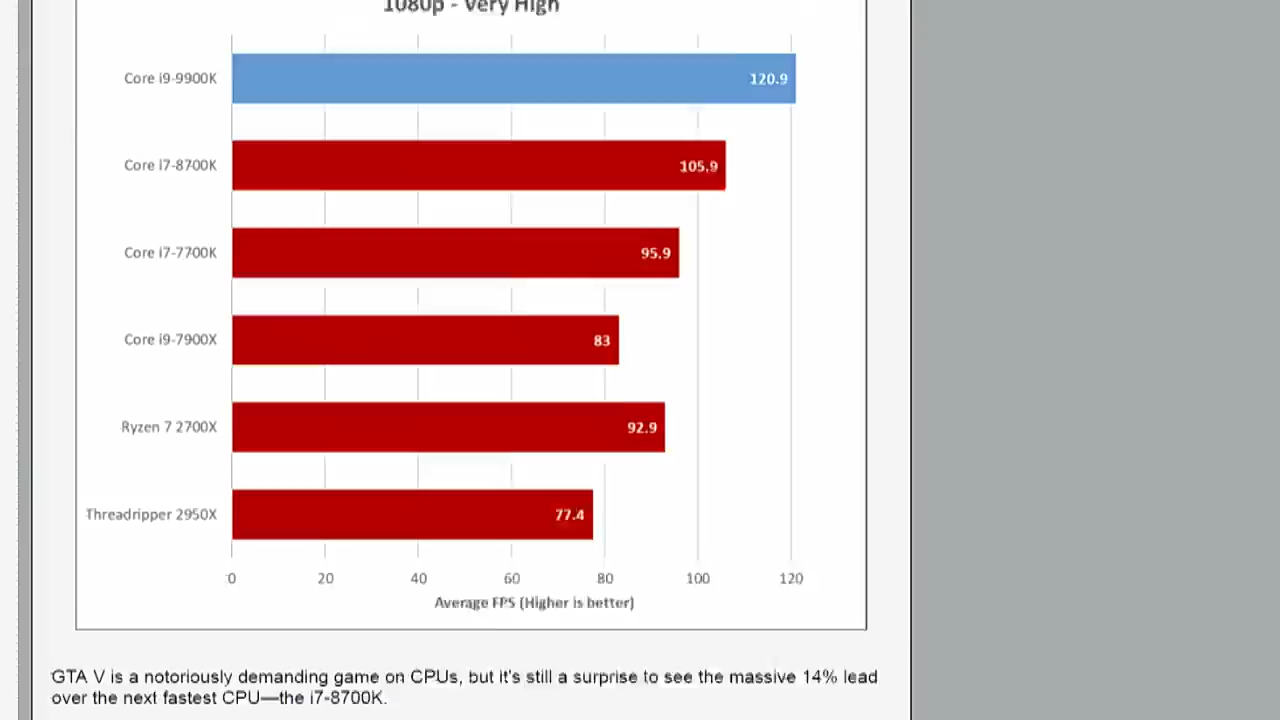 1080p - Very High
Core i9-9900K
120.9
Core i7-8700K
105.9
Core i7-7700K
95.9
Core i9-7900X
83
Ryzen 7 2700X
92.9
Threadripper 2950X
77.4
0 20 40 60 80 100 120
Average FPS (Higher is better)
GTA V is a notoriously demanding game on CPUs, but it's still a surprise to see the massive 14% lead
over the next fastest CPU—the i7-8700K.